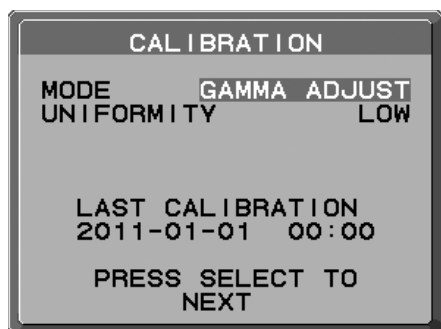 CALIBRATION
MODE GAMMA ADJUST
UNIFORMITY LOW
LAST CALIBRATION
2011-01-01 00:00
PRESS SELECT TO
NEXT